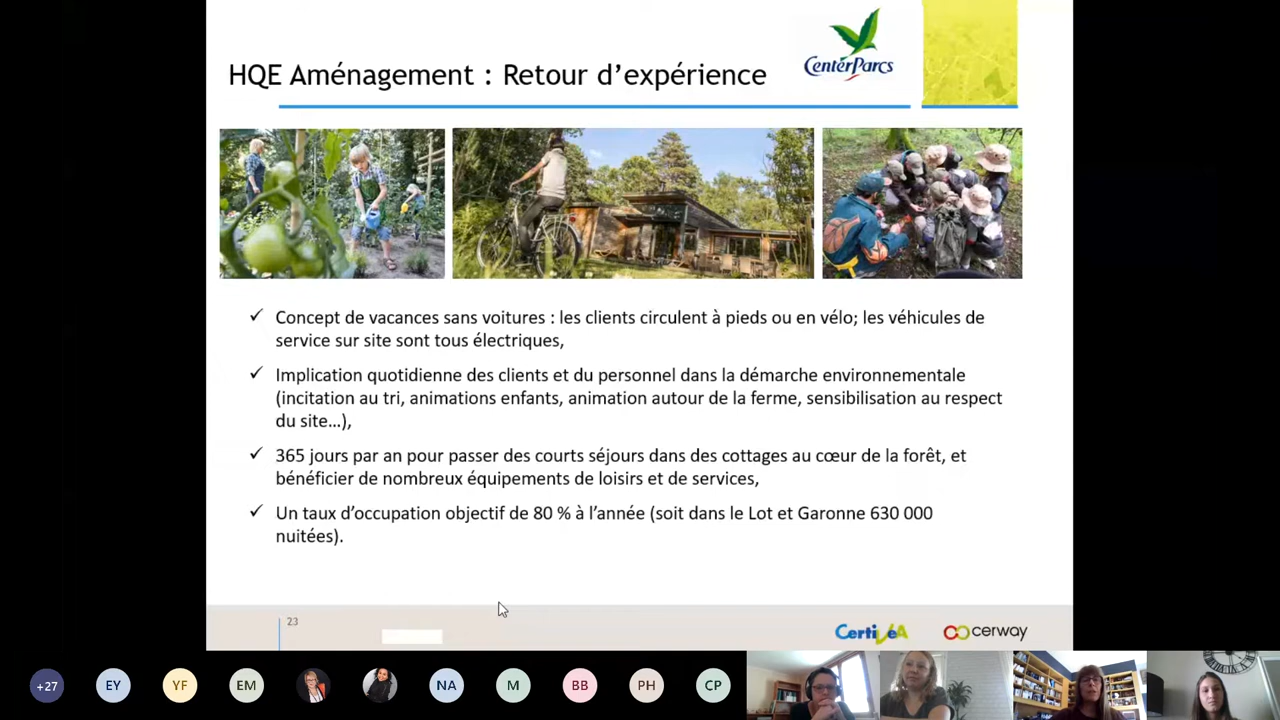 HQE Aménagement : Retour d’expérience
CenterParcs
✓ Concept de vacances sans voitures : les clients circulent à pieds ou en vélo; les véhicules de
service sur site sont tous électriques,
✓ Implication quotidienne des clients et du personnel dans la démarche environnementale
(incitation au tri, animations enfants, animation autour de la ferme, sensibilisation au respect
du site…),
✓ 365 jours par an pour passer des courts séjours dans des cottages au cœur de la forêt, et
bénéficier de nombreux équipements de loisirs et de services,
✓ Un taux d’occupation objectif de 80 % à l’année (soit dans le Lot et Garonne 630 000
nuitées).
23
CertiVéA
cerway
+27
EY
YF
EM
NA
M
BB
PH
CP